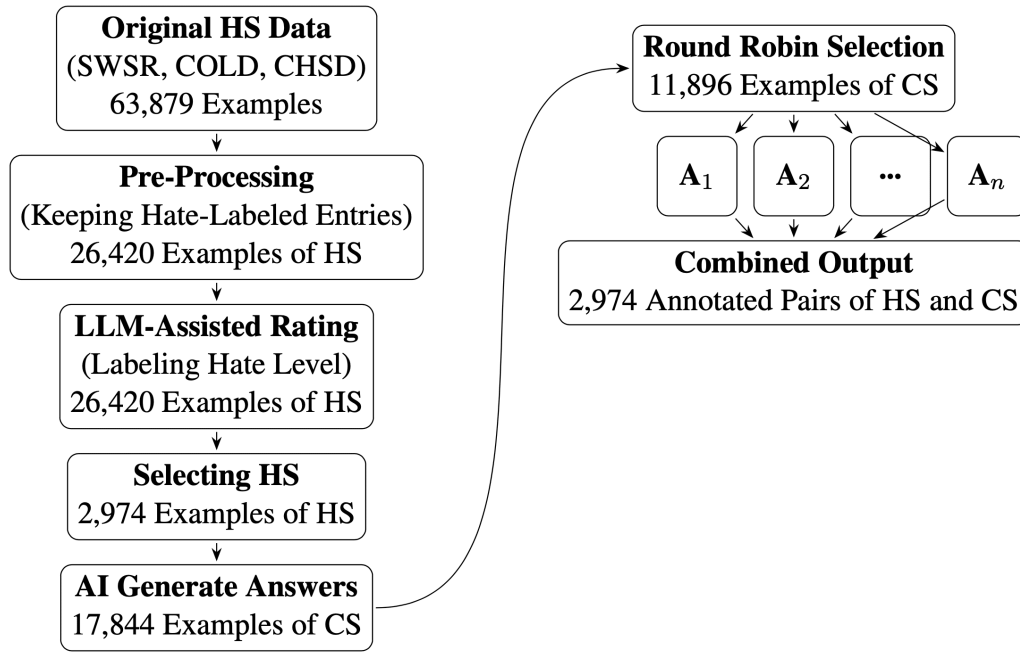 Original HS Data
(SWSR, COLD, CHSD)
63,879 Examples
Pre-Processing
(Keeping Hate-Labeled Entries)
26,420 Examples of HS
LLM-Assisted Rating
(Labeling Hate Level)
26,420 Examples of HS
Selecting HS
2,974 Examples of HS
AI Generate Answers
17,844 Examples of CS
Round Robin Selection
11,896 Examples of CS
A₁ A₂ ... Aₙ
Combined Output
2,974 Annotated Pairs of HS and CS